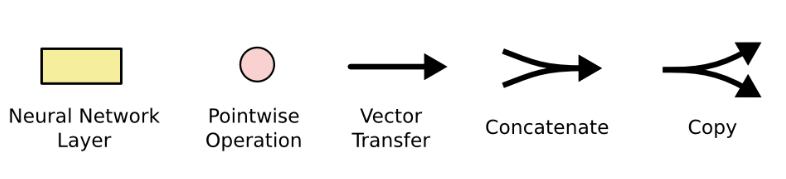 Neural Network
Layer
Pointwise
Operation
Vector
Transfer
Concatenate
Copy